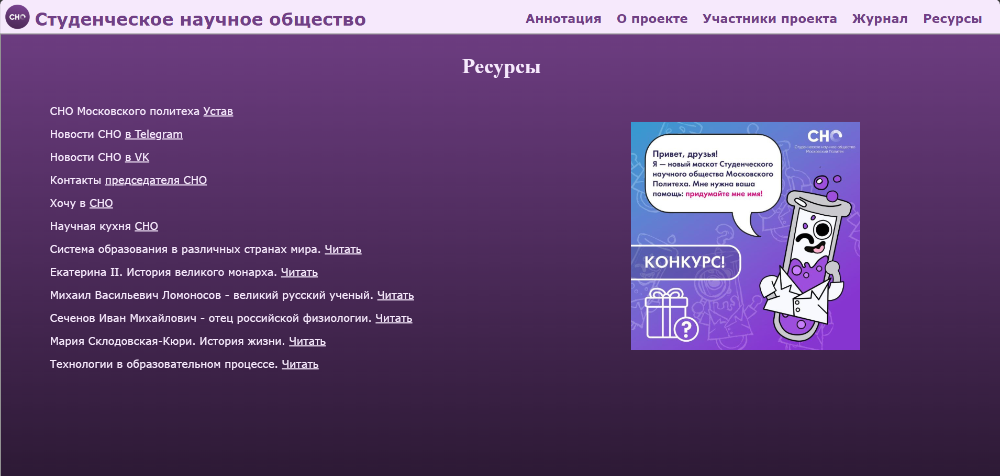 СНО
Студенческое научное общество
Аннотация
О проекте
Участники проекта
Журнал
Ресурсы
Ресурсы
СНО Московского политеха Устав
Новости СНО в Telegram
Новости СНО в VK
Контакты председателя СНО
Хочу в СНО
Научная кухня СНО
Система образования в различных странах мира. Читать
Екатерина II. История великого монарха. Читать
Михаил Васильевич Ломоносов - великий русский ученый. Читать
Сеченов Иван Михайлович - отец российской физиологии. Читать
Мария Склодовская-Кюри. История жизни. Читать
Технологии в образовательном процессе. Читать
СНО
Студенческое научное общество
Московский Политех
Привет, друзья!
Я — новый маскот Студенческого
научного общества Московского
Политеха. Мне нужна ваша
помощь: придумайте мне имя!
КОНКУРС!
?